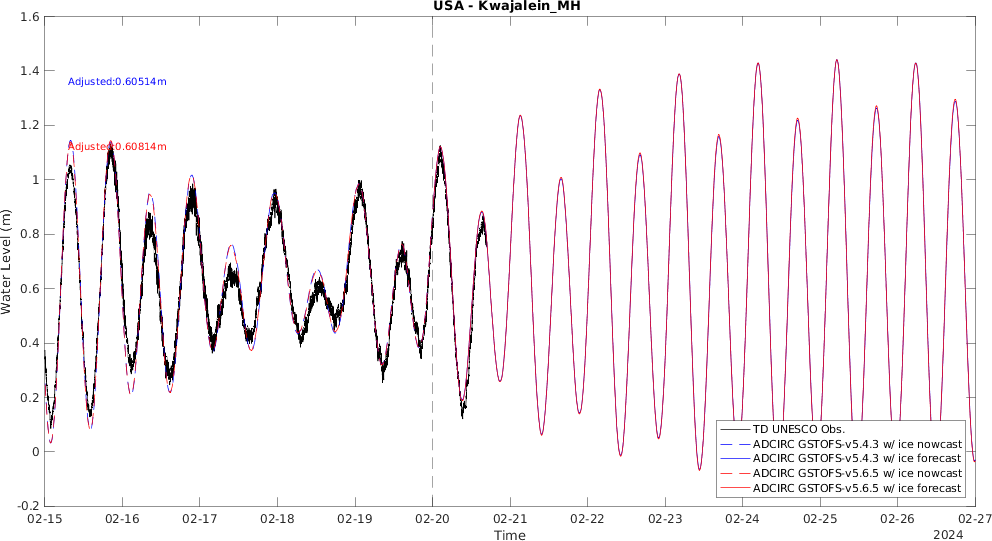 USA - Kwajalein_MH
1.6
1.4
1.2
1
0.8
0.6
0.4
0.2
0
-0.2
Water Level (m)
Adjusted:0.60514m
Adjusted:0.60814m
TD UNESCO Obs.
ADCIRC GSTOFS-v5.4.3 w/ ice nowcast
ADCIRC GSTOFS-v5.4.3 w/ ice forecast
ADCIRC GSTOFS-v5.6.5 w/ ice nowcast
ADCIRC GSTOFS-v5.6.5 w/ ice forecast
02-15 02-16 02-17 02-18 02-19 02-20 02-21 02-22 02-23 02-24 02-25 02-26 02-27
Time
2024